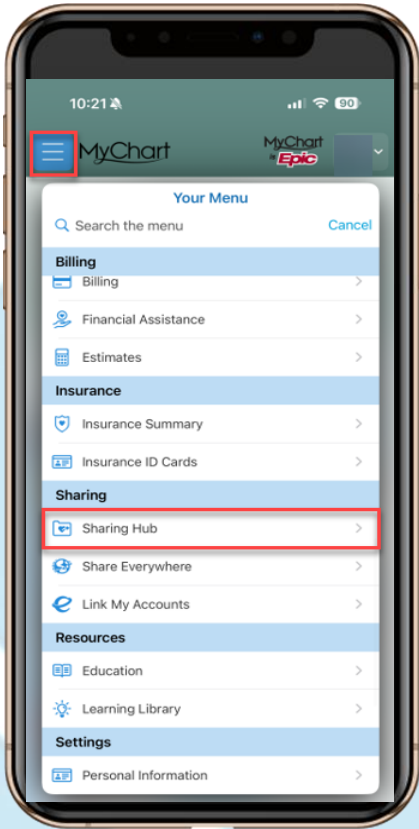 10:21
90
MyChart
MyChart
by Epic
Your Menu
Search the menu
Cancel
Billing
Billing
Financial Assistance
Estimates
Insurance
Insurance Summary
Insurance ID Cards
Sharing
Sharing Hub
Share Everywhere
Link My Accounts
Resources
Education
Learning Library
Settings
Personal Information